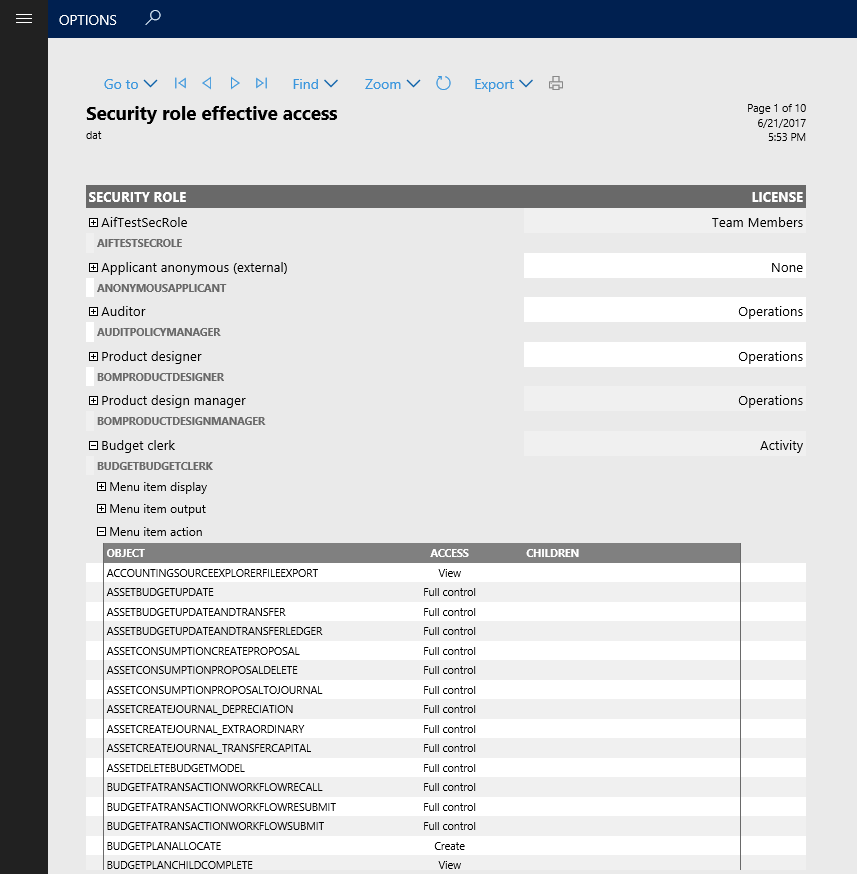 OPTIONS
Go to Find Zoom Export
Security role effective access
dat
Page 1 of 10
6/21/2017
5:53 PM
SECURITY ROLE LICENSE
AifTestSecRole Team Members
AIFTESTSECROLE
Applicant anonymous (external) None
ANONYMOUSAPPLICANT
Auditor Operations
AUDITPOLICYMANAGER
Product designer Operations
BOMPRODUCTDESIGNER
Product design manager Operations
BOMPRODUCTDESIGNMANAGER
Budget clerk Activity
BUDGETBUDGETCLERK
Menu item display
Menu item output
Menu item action
OBJECT ACCESS CHILDREN
ACCOUNTINGSOURCEEXPLORERFILEEXPORT View
ASSETBUDGETUPDATE Full control
ASSETBUDGETUPDATEANDTRANSFER Full control
ASSETBUDGETUPDATEANDTRANSFERLEDGER Full control
ASSETCONSUMPTIONCREATEPROPOSAL Full control
ASSETCONSUMPTIONPROPOSALDELETE Full control
ASSETCONSUMPTIONPROPOSALTOJOURNAL Full control
ASSETCREATEJOURNAL_DEPRECIATION Full control
ASSETCREATEJOURNAL_EXTRAORDINARY Full control
ASSETCREATEJOURNAL_TRANSFERCAPITAL Full control
ASSETDELETEBUDGETMODEL Full control
BUDGETFATRANSACTIONWORKFLOWRECALL Full control
BUDGETFATRANSACTIONWORKFLOWRESUBMIT Full control
BUDGETFATRANSACTIONWORKFLOWSUBMIT Full control
BUDGETPLANALLOCATE Create
BUDGETPLANCHILDCOMPLETE View